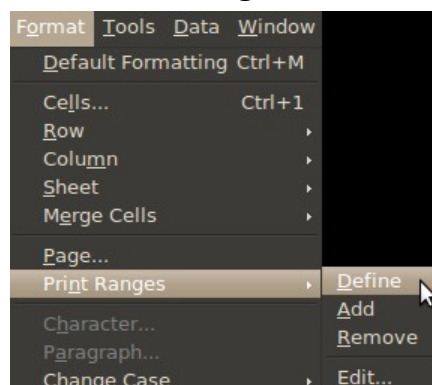 Format Tools Data Window
Default Formatting Ctrl+M
Cells... Ctrl+1
Row
Column
Sheet
Merge Cells
Page...
Print Ranges
Define
Add
Remove
Edit...
Character...
Paragraph...
Change Case